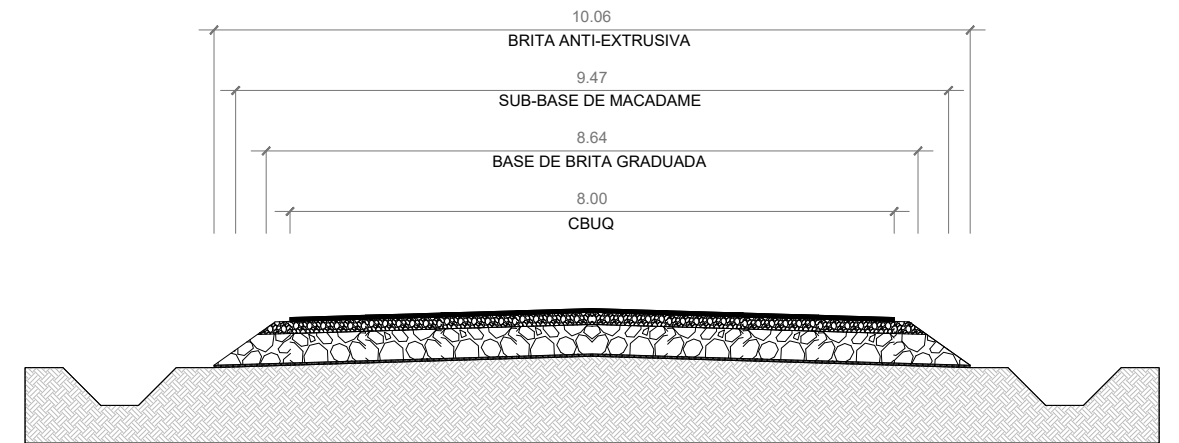 10.06
BRITA ANTI-EXTRUSIVA
9.47
SUB-BASE DE MACADAME
8.64
BASE DE BRITA GRADUADA
8.00
CBUQ